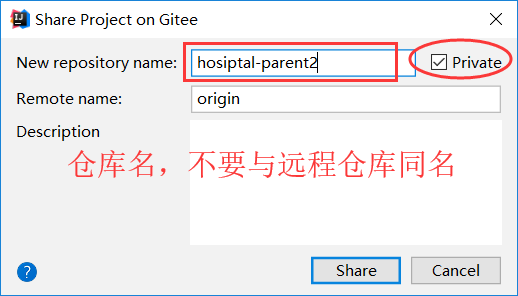 Share Project on Gitee
New repository name: hosiptal-parent2 Private
Remote name: origin
Description
仓库名，不要与远程仓库同名
? Share Cancel